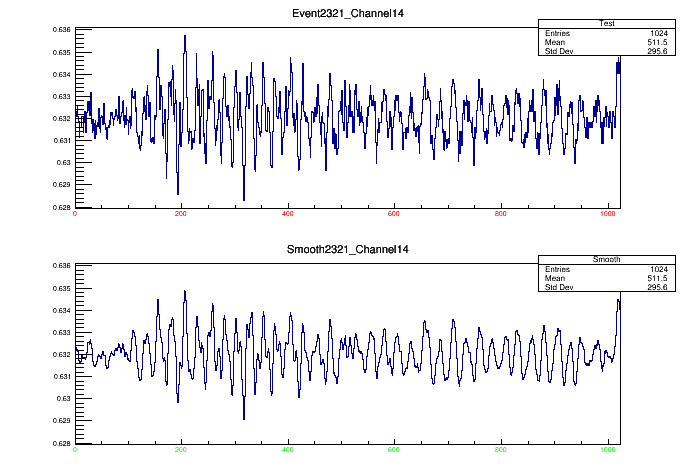 Event2321_Channel14
Test
Entries 1024
Mean 511.5
Std Dev 295.6
0.636
0.635
0.634
0.633
0.632
0.631
0.63
0.629
0.628
0 200 400 600 800 1000
Smooth2321_Channel14
Smooth
Entries 1024
Mean 511.5
Std Dev 295.6
0.636
0.635
0.634
0.633
0.632
0.631
0.63
0.629
0.628
0 200 400 600 800 1000